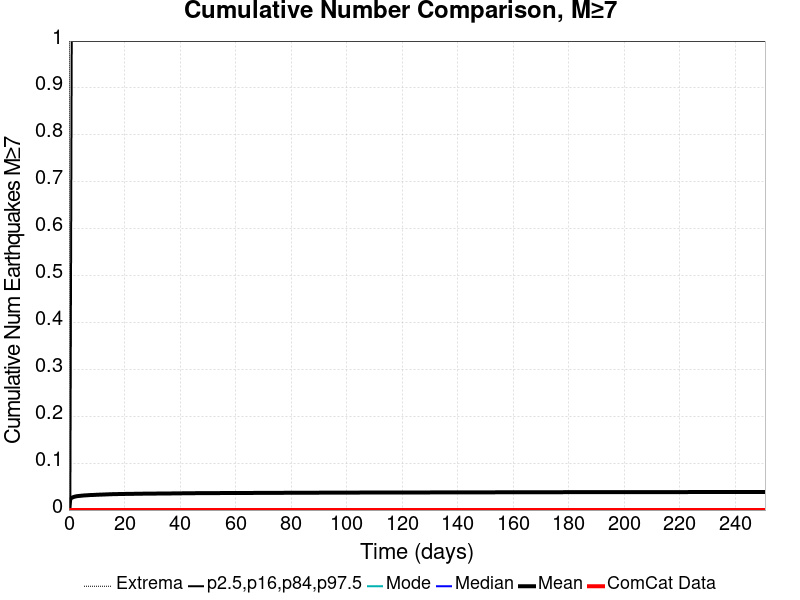 Cumulative Number Comparison, M≥7
Cumulative Num Earthquakes M≥7
1
0.9
0.8
0.7
0.6
0.5
0.4
0.3
0.2
0.1
0
0 20 40 60 80 100 120 140 160 180 200 220 240
Time (days)
Extrema p2.5,p16,p84,p97.5 Mode Median Mean ComCat Data